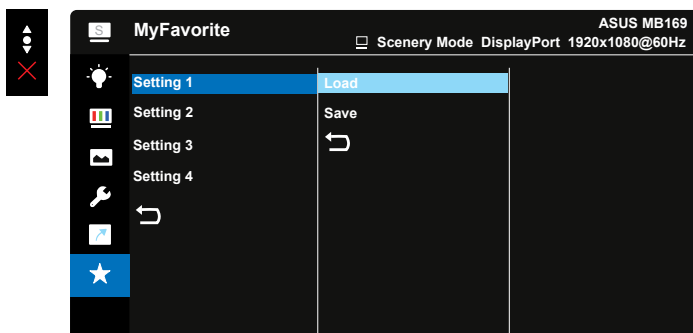 S
MyFavorite
ASUS MB169
Scenery Mode DisplayPort 1920x1080@60Hz
Setting 1
Load
Setting 2
Save
Setting 3
Setting 4